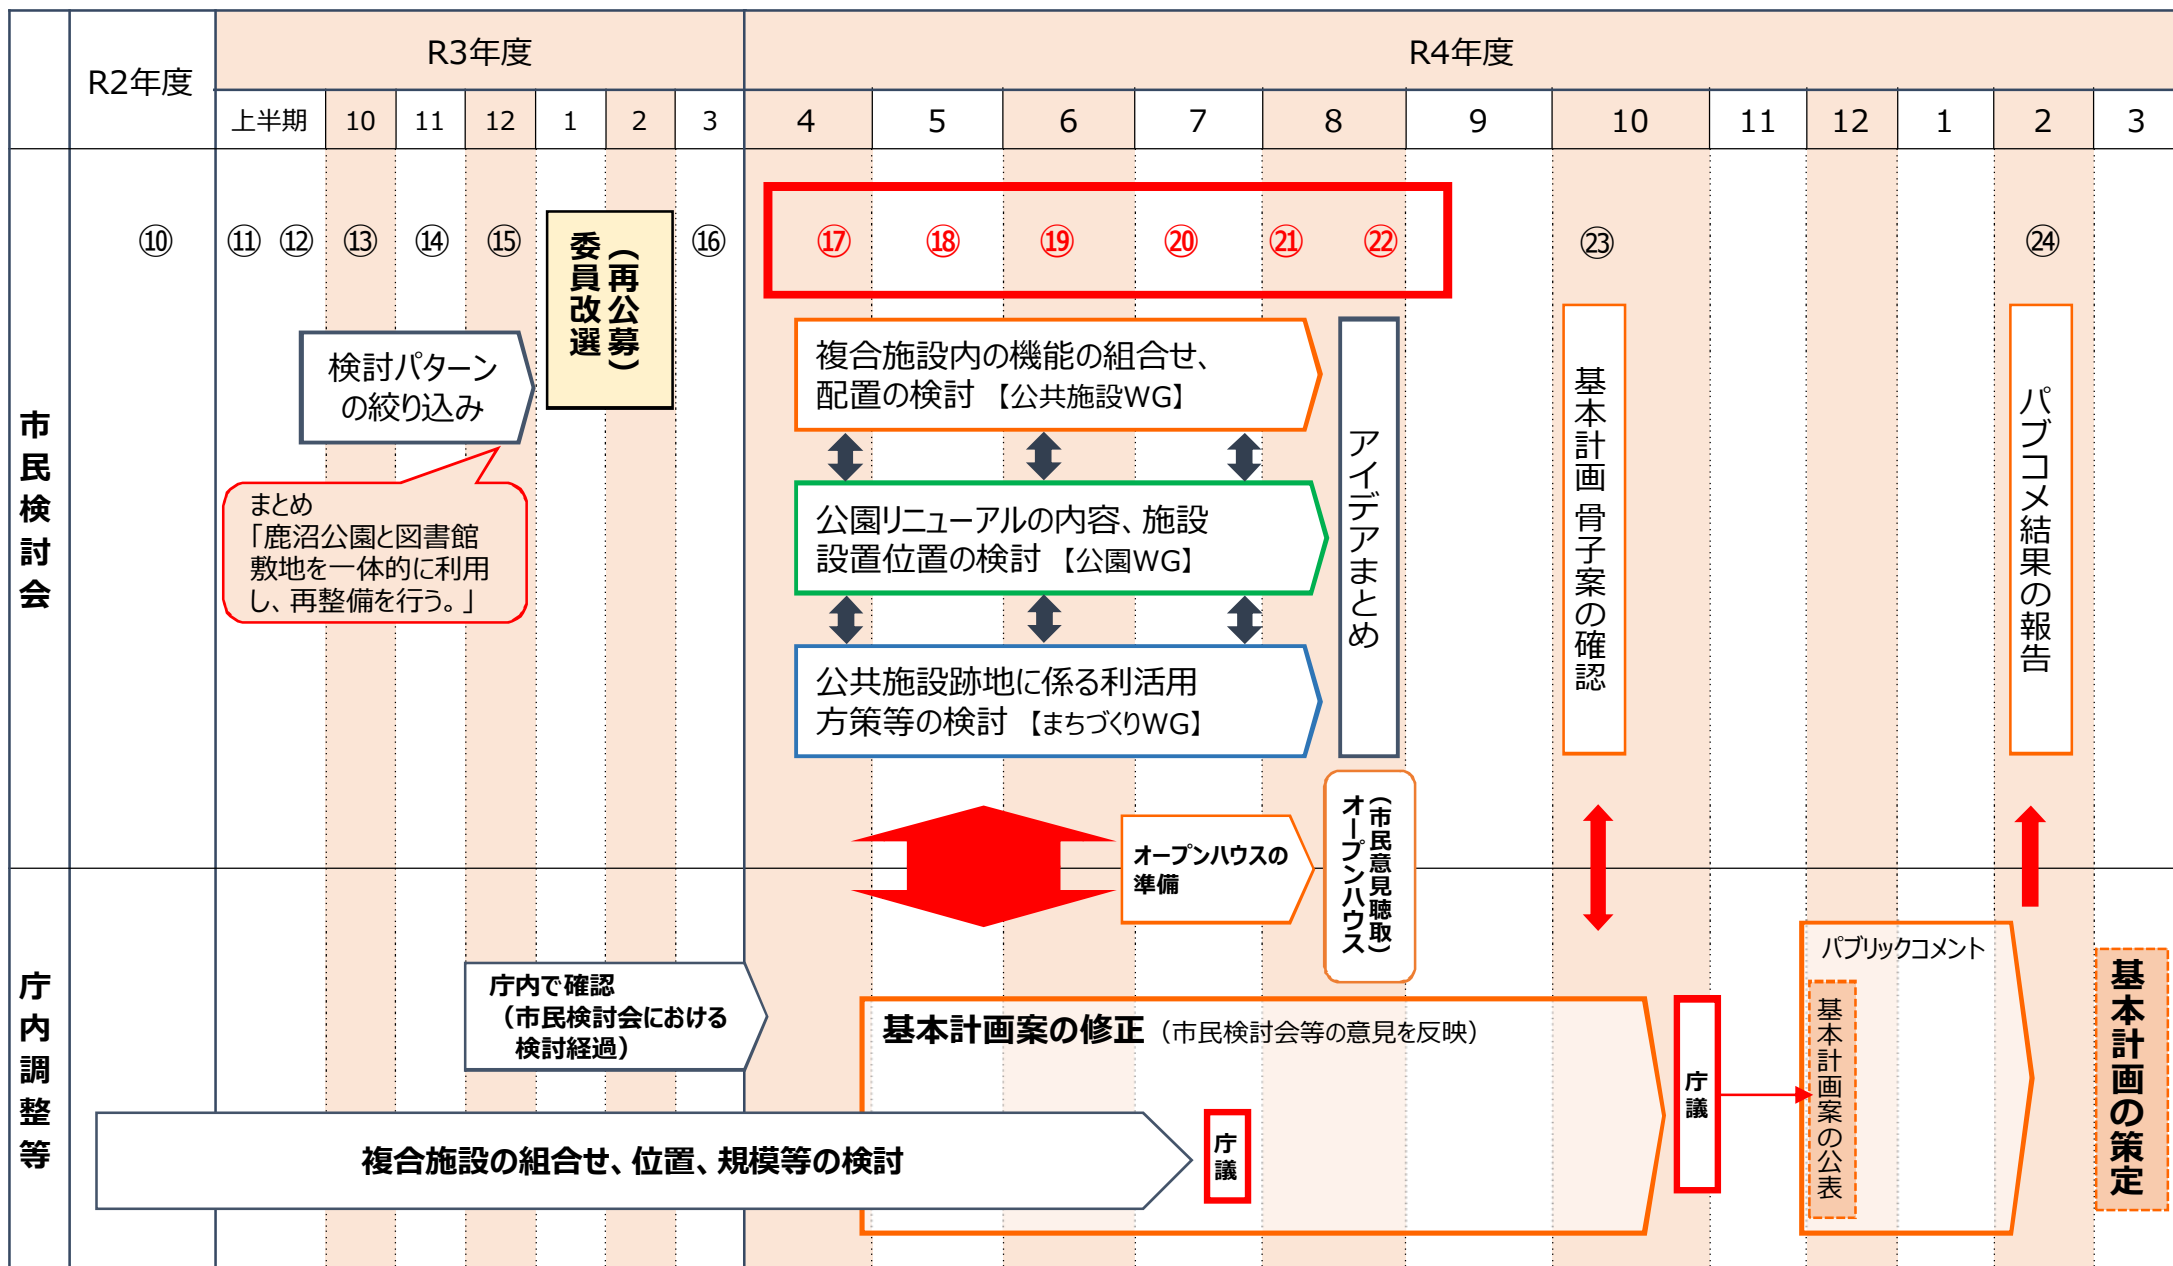 R2年度
R3年度
R4年度
上半期
10
11
12
1
2
3
4
5
6
7
8
9
10
11
12
1
2
3
市民検討会
⑩
⑪
⑫
⑬
⑭
⑮
(再公募)
委員改選
⑯
⑰
⑱
⑲
⑳
㉑
㉒
㉓
㉔
検討パターン
の絞り込み
まとめ
「鹿沼公園と図書館
敷地を一体的に利用
し、再整備を行う。」
複合施設内の機能の組合せ、
配置の検討 【公共施設WG】
公園リニューアルの内容、施設
設置位置の検討 【公園WG】
公共施設跡地に係る利活用
方策等の検討 【まちづくりWG】
アイデアまとめ
基本計画 骨子案の確認
パブコメ結果の報告
オープンハウスの
準備
(市民意見聴取)
オープンハウス
庁内調整等
庁内で確認
（市民検討会における
検討経過）
基本計画案の修正（市民検討会等の意見を反映）
複合施設の組合せ、位置、規模等の検討
庁議
庁議
パブリックコメント
基本計画案の公表
基本計画の策定